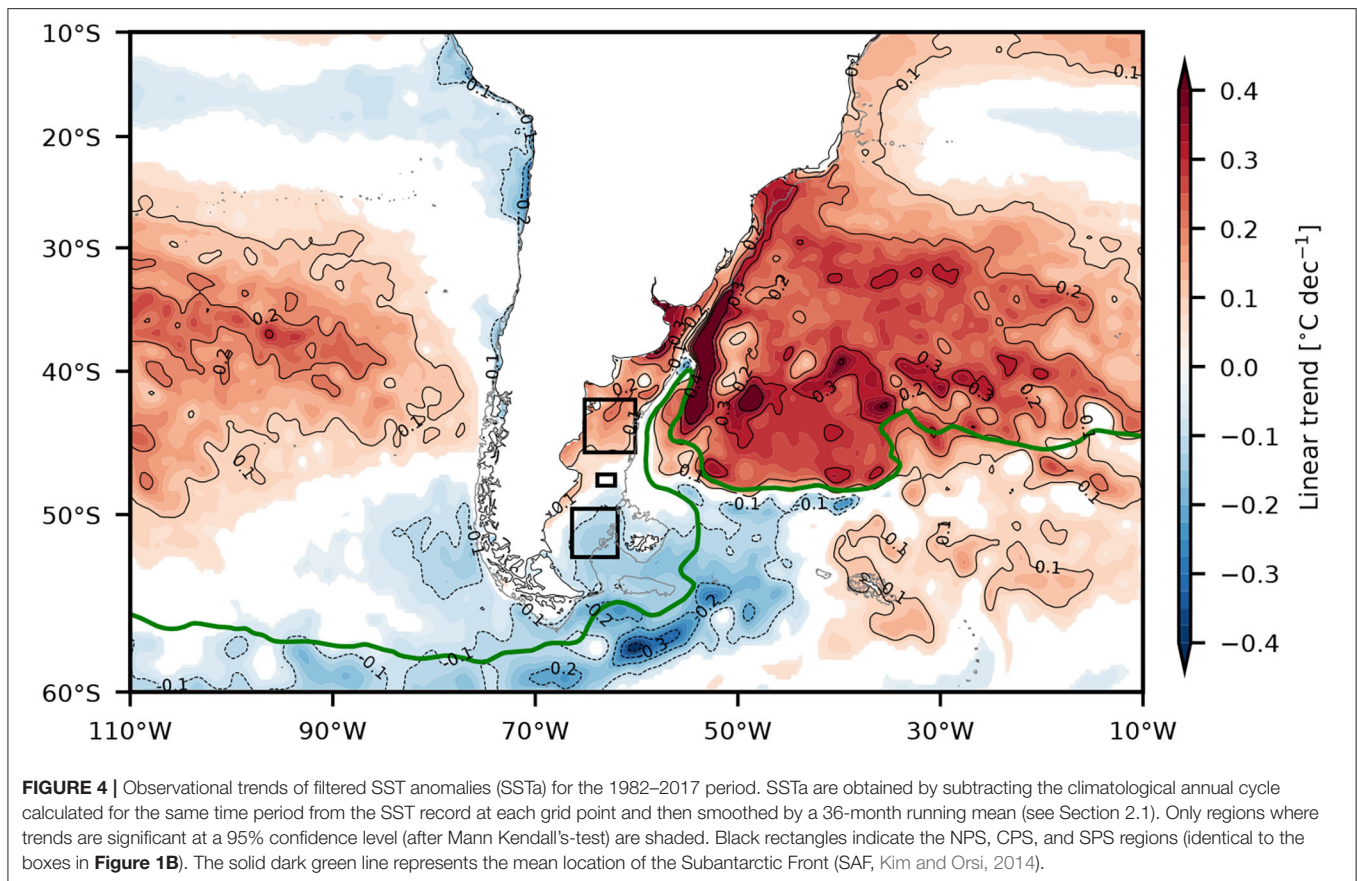 10°S
20°S
30°S
40°S
50°S
60°S
110°W 90°W 70°W 50°W 30°W 10°W
0.4
0.3
0.2
0.1
0.0
−0.1
−0.2
−0.3
−0.4
Linear trend [°C dec⁻¹]
FIGURE 4 | Observational trends of filtered SST anomalies (SSTa) for the 1982–2017 period. SSTa are obtained by subtracting the climatological annual cycle
calculated for the same time period from the SST record at each grid point and then smoothed by a 36-month running mean (see Section 2.1). Only regions where
trends are significant at a 95% confidence level (after Mann Kendall's-test) are shaded. Black rectangles indicate the NPS, CPS, and SPS regions (identical to the
boxes in Figure 1B). The solid dark green line represents the mean location of the Subantarctic Front (SAF, Kim and Orsi, 2014).